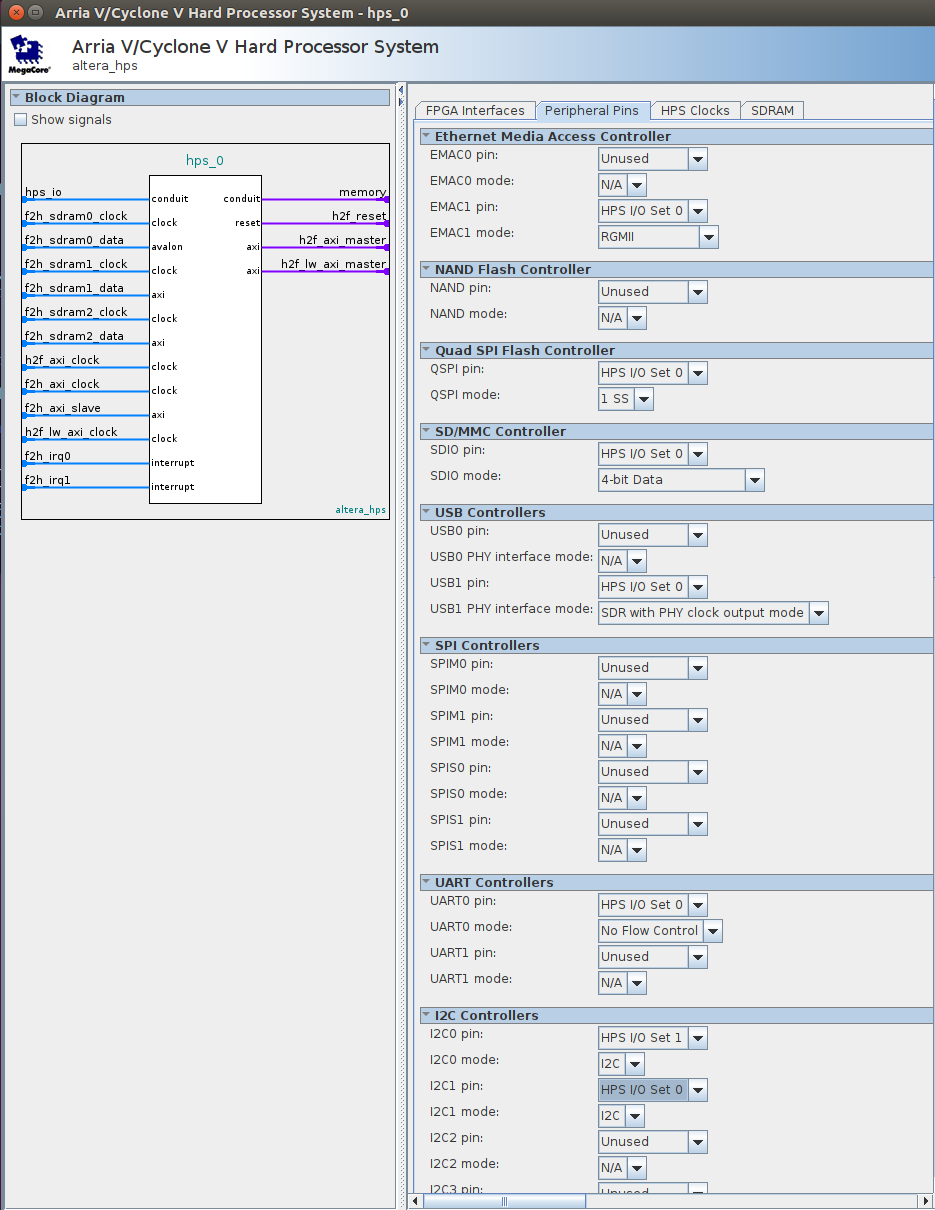 Arria V/Cyclone V Hard Processor System - hps_0
Arria V/Cyclone V Hard Processor System
altera_hps
MegaCore®
Block Diagram
Show signals
hps_0
hps_io conduit conduit memory
f2h_sdram0_clock clock reset h2f_reset
f2h_sdram0_data avalon axi h2f_axi_master
f2h_sdram1_clock clock axi h2f_lw_axi_master
f2h_sdram1_data axi
f2h_sdram2_clock clock
f2h_sdram2_data axi
h2f_axi_clock clock
f2h_axi_clock clock
f2h_axi_slave axi
h2f_lw_axi_clock clock
f2h_irq0 interrupt
f2h_irq1 interrupt
altera_hps
FPGA Interfaces Peripheral Pins HPS Clocks SDRAM
Ethernet Media Access Controller
EMAC0 pin: Unused
EMAC0 mode: N/A
EMAC1 pin: HPS I/O Set 0
EMAC1 mode: RGMII
NAND Flash Controller
NAND pin: Unused
NAND mode: N/A
Quad SPI Flash Controller
QSPI pin: HPS I/O Set 0
QSPI mode: 1 SS
SD/MMC Controller
SDIO pin: HPS I/O Set 0
SDIO mode: 4-bit Data
USB Controllers
USB0 pin: Unused
USB0 PHY interface mode: N/A
USB1 pin: HPS I/O Set 0
USB1 PHY interface mode: SDR with PHY clock output mode
SPI Controllers
SPIM0 pin: Unused
SPIM0 mode: N/A
SPIM1 pin: Unused
SPIM1 mode: N/A
SPIS0 pin: Unused
SPIS0 mode: N/A
SPIS1 pin: Unused
SPIS1 mode: N/A
UART Controllers
UART0 pin: HPS I/O Set 0
UART0 mode: No Flow Control
UART1 pin: Unused
UART1 mode: N/A
I2C Controllers
I2C0 pin: HPS I/O Set 1
I2C0 mode: I2C
I2C1 pin: HPS I/O Set 0
I2C1 mode: I2C
I2C2 pin: Unused
I2C2 mode: N/A
I2C3 pin: Unused